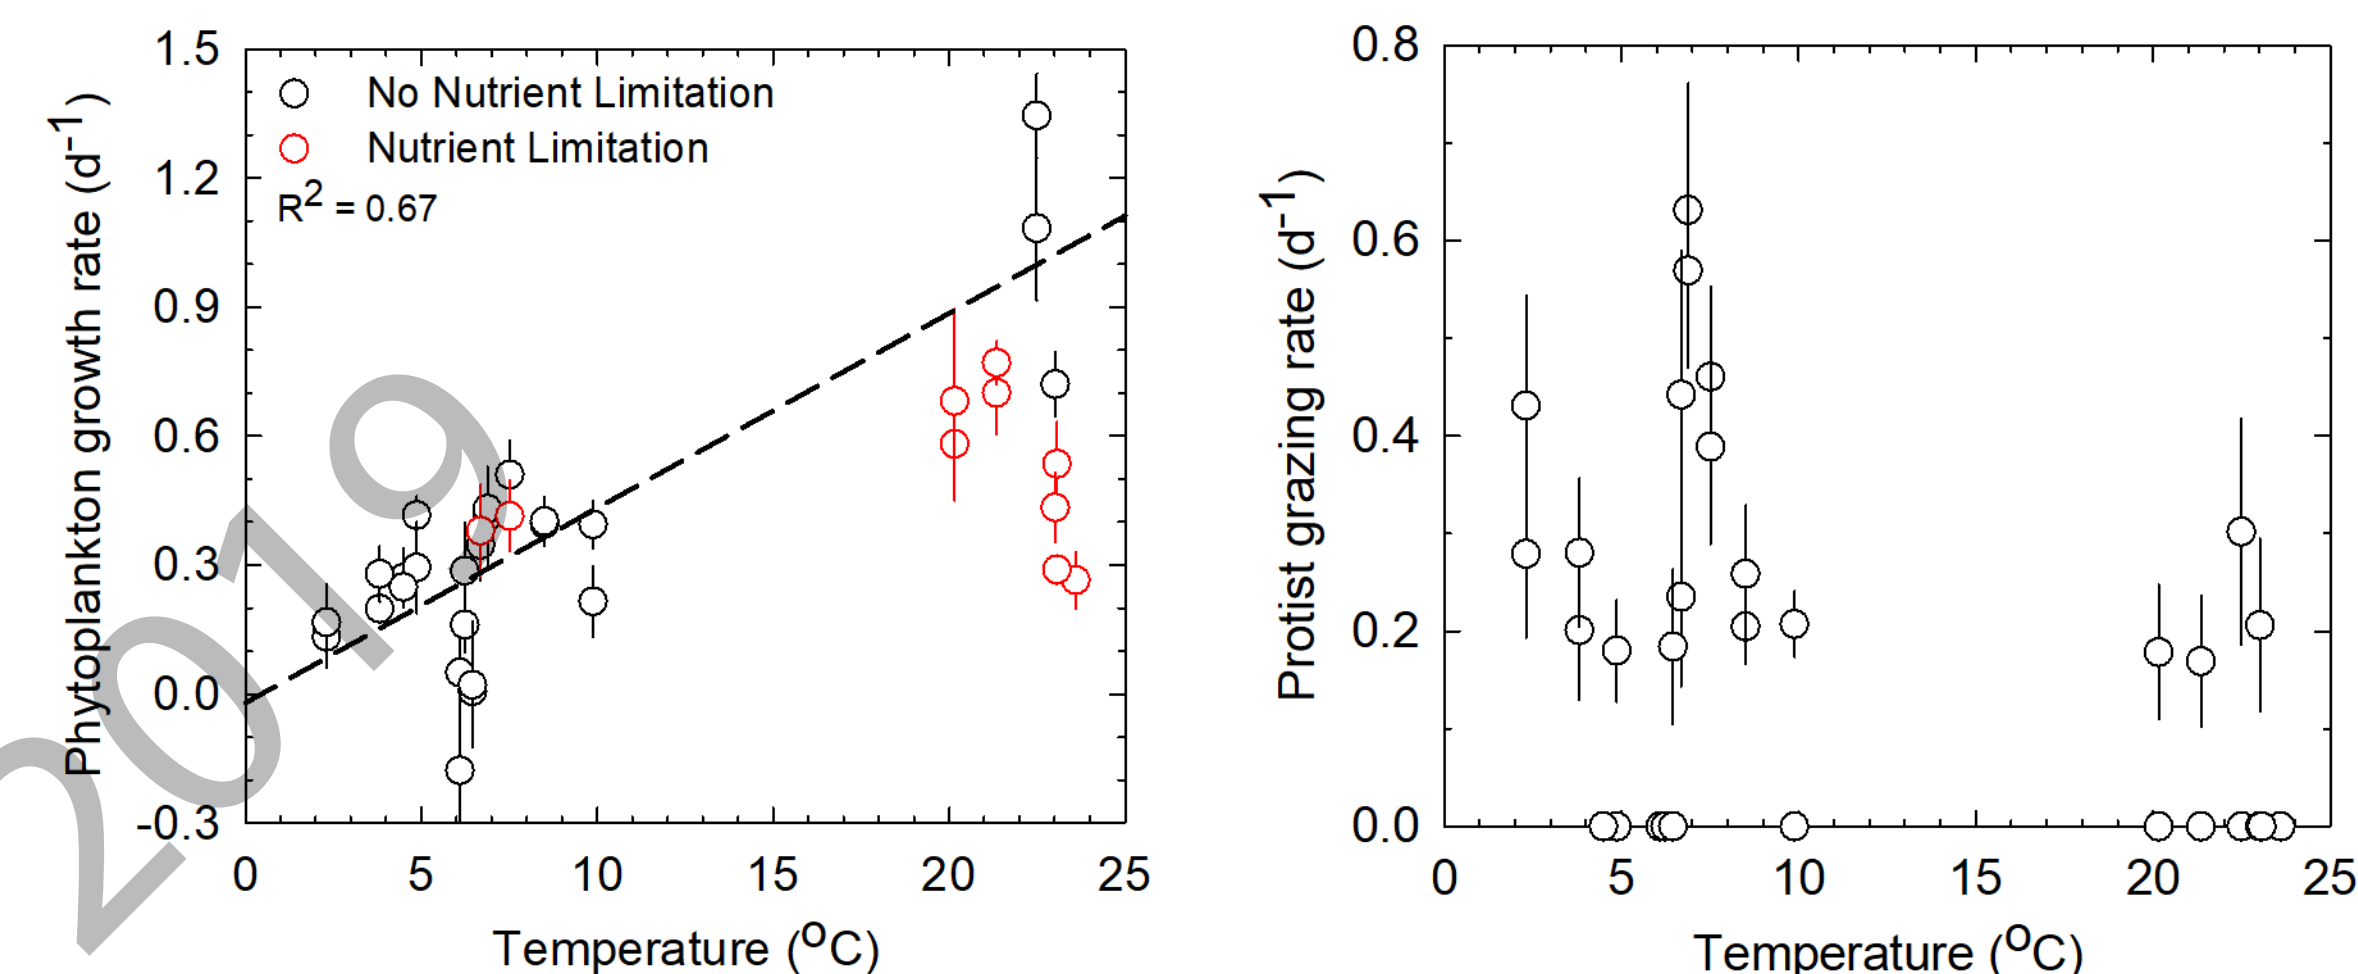 1.5
1.2
0.9
0.6
0.3
0.0
-0.3
Phytoplankton growth rate (d-1)
No Nutrient Limitation
Nutrient Limitation
R2 = 0.67
0 5 10 15 20 25
Temperature (oC)
0.8
0.6
0.4
0.2
0.0
Protist grazing rate (d-1)
0 5 10 15 20 25
Temperature (oC)
2019